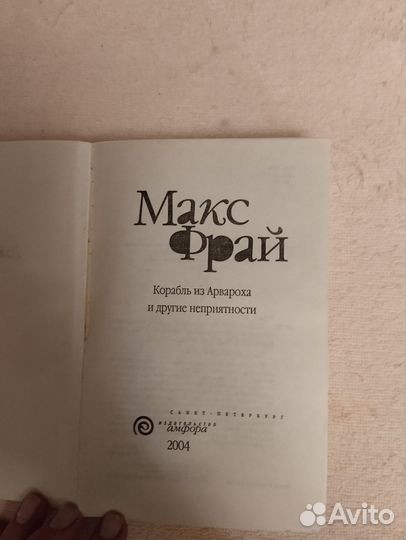 Макс
Фрай
Корабль из Арвароха
и другие неприятности
САНКТ-ПЕТЕРБУРГ
ИЗДАТЕЛЬСТВО
амфора
2004
Avito